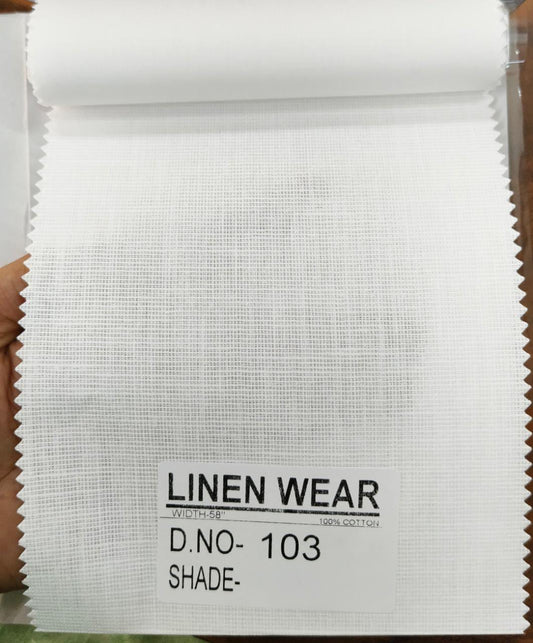 LINEN WEAR
WIDTH-58"
100% COTTON
D.NO- 103
SHADE-